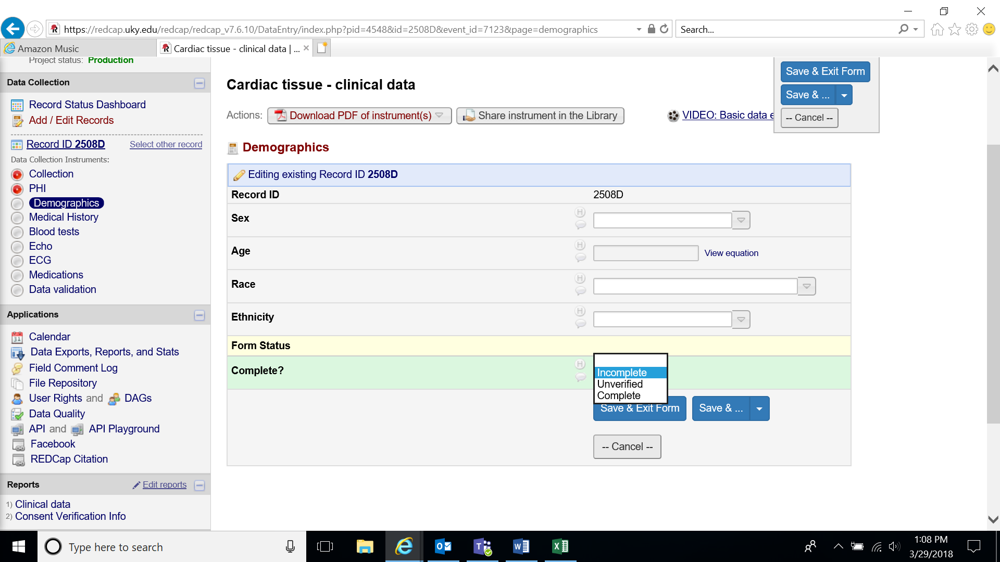 https://redcap.uky.edu/redcap/redcap_v7.6.10/DataEntry/index.php?pid=4548&id=2508D&event_id=7123&page=demographics
Search...
Amazon Music
Cardiac tissue - clinical data | ...
Project status: Production
Data Collection
Record Status Dashboard
Add / Edit Records
Record ID 2508D Select other record
Data Collection Instruments:
Collection
PHI
Demographics
Medical History
Blood tests
Echo
ECG
Medications
Data validation
Applications
Calendar
Data Exports, Reports, and Stats
Field Comment Log
File Repository
User Rights and DAGs
Data Quality
API and API Playground
Facebook
REDCap Citation
Reports Edit reports
1) Clinical data
2) Consent Verification Info
Cardiac tissue - clinical data
Actions: Download PDF of instrument(s) Share instrument in the Library VIDEO: Basic data e
Save & Exit Form
Save & ...
-- Cancel --
Demographics
Editing existing Record ID 2508D
Record ID 2508D
Sex
H
Age
H
View equation
Race
H
Ethnicity
H
Form Status
Complete?
H
Incomplete
Unverified
Complete
Save & Exit Form Save & ...
-- Cancel --
Type here to search
1:08 PM
3/29/2018